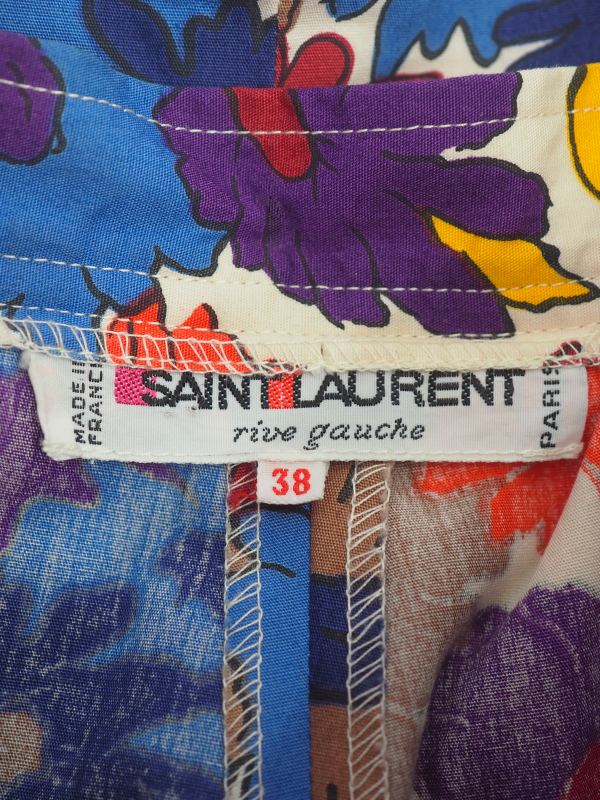 MADE IN
FRANCE
SAINT LAURENT
rive gauche
PARIS
38